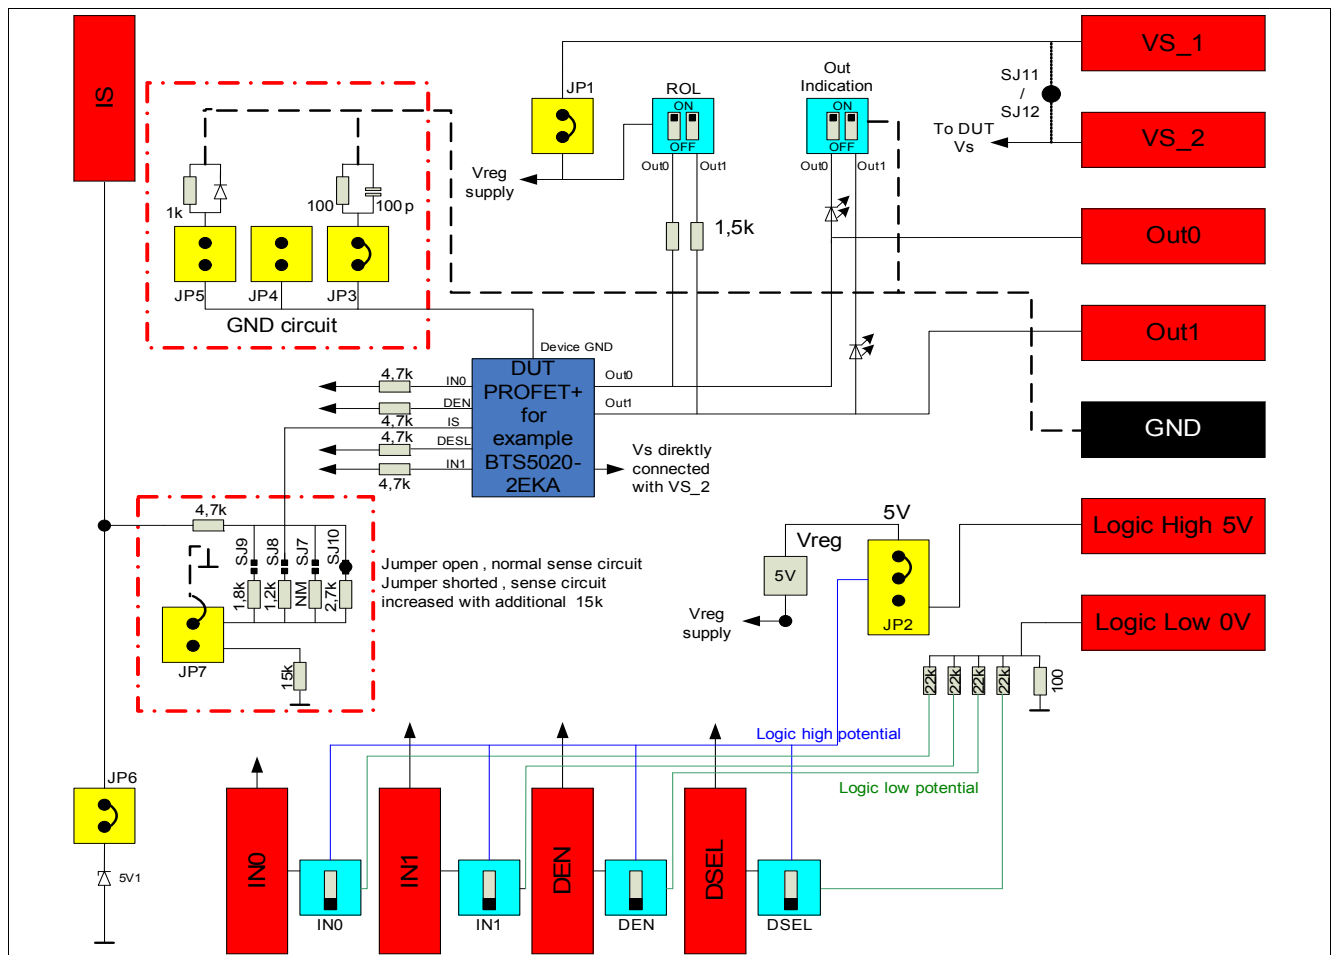 IS
VS_1
JP1
ROL
Out
Indication
SJ11
/
SJ12
ON
ON
VS_2
To DUT
Vs
OFF
OFF
Out0
Out1
Out0
Out1
Vreg
supply
1k
100
100p
1,5k
Out0
JP5
JP4
JP3
GND circuit
Out1
Device GND
DUT
PROFET+
for
example
BTS5020-
2EKA
4,7k
IN0
Out0
DEN
Out1
4,7k
IS
4,7k
DESL
IN1
4,7k
GND
Vs direktly
connected
with VS_2
4,7k
SJ9
SJ8
SJ7
SJ10
1,8k
1,2k
NM
2,7k
Jumper open , normal sense circuit
Jumper shorted , sense circuit
increased with additional 15k
JP7
15k
5V
Vreg
5V
Vreg
supply
JP2
Logic High 5V
Logic Low 0V
22k
22k
22k
22k
100
Logic high potential
Logic low potential
JP6
5V1
IN0
IN0
IN1
IN1
DEN
DEN
DSEL
DSEL